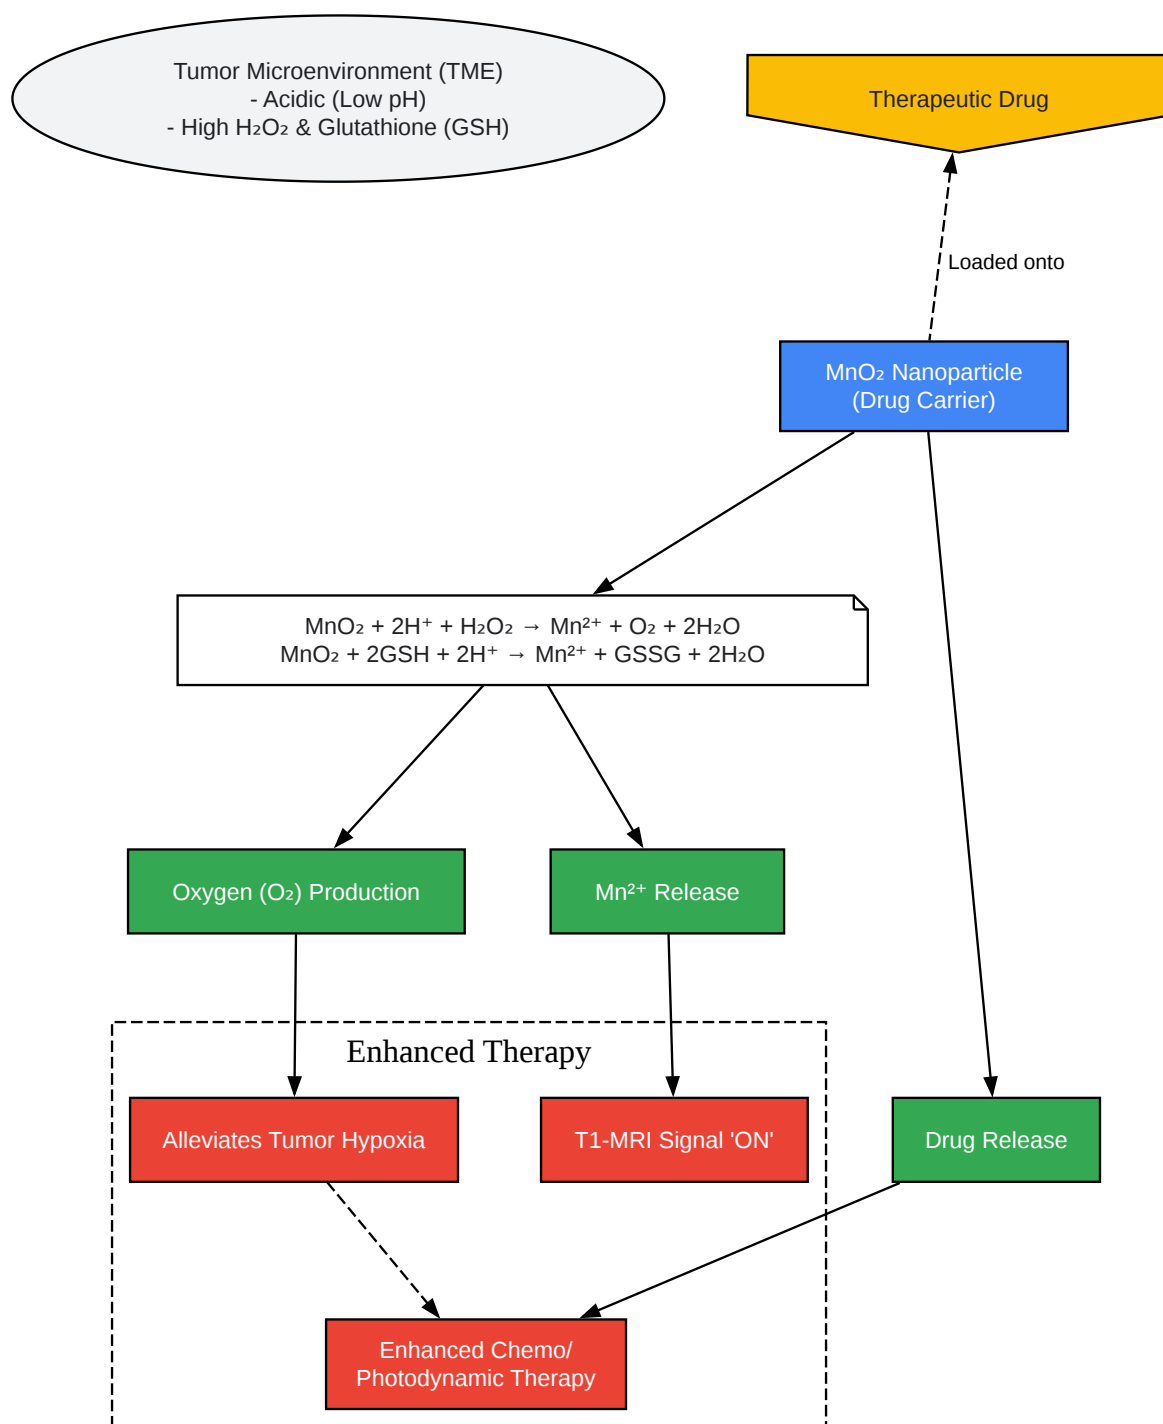 Tumor Microenvironment (TME)
- Acidic (Low pH)
- High H₂O₂ & Glutathione (GSH)
Therapeutic Drug
Loaded onto
MnO₂ Nanoparticle
(Drug Carrier)
MnO₂ + 2H⁺ + H₂O₂ → Mn²⁺ + O₂ + 2H₂O
MnO₂ + 2GSH + 2H⁺ → Mn²⁺ + GSSG + 2H₂O
Oxygen (O₂) Production
Mn²⁺ Release
Enhanced Therapy
Alleviates Tumor Hypoxia
T1-MRI Signal 'ON'
Drug Release
Enhanced Chemo/
Photodynamic Therapy